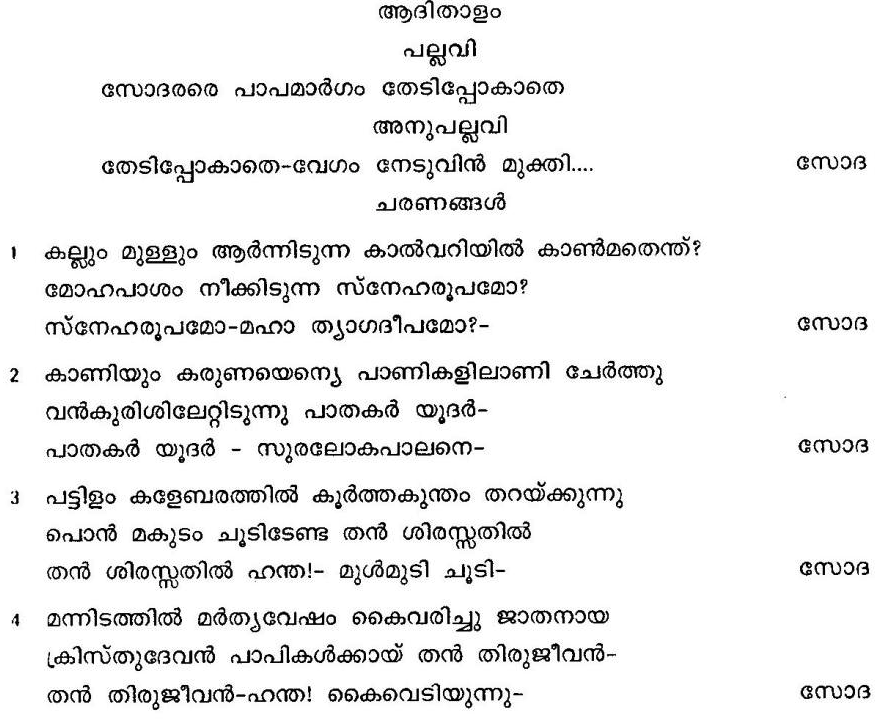 ആദിതാളം
പല്ലവി
സോദരരെ പാപമാർഗം തേടിപ്പോകാതെ
അനുപല്ലവി
തേടിപ്പോകാതെ-വേഗം നേടുവിൻ മുക്തി.... സോദ
ചരണങ്ങൾ
1 കല്ലും മുള്ളും ആർന്നിടുന്ന കാൽവറിയിൽ കാൺമതെന്ത്?
മോഹപാശം നീക്കിടുന്ന സ്നേഹരൂപമോ?
സ്നേഹരൂപമോ-മഹാ ത്യാഗദീപമോ?- സോദ
2 കാണിയും കരുണയെന്യെ പാണികളിലാണി ചേർത്തു
വൻകുരിശിലേറ്റിടുന്നു പാതകർ യൂദർ-
പാതകർ യൂദർ - സുരലോകപാലനെ- സോദ
3 പട്ടിളം കളേബരത്തിൽ കൂർത്തകുന്തം തറയ്ക്കുന്നു
പൊൻ മകുടം ചൂടിടേണ്ട തൻ ശിരസ്സതിൽ
തൻ ശിരസ്സതിൽ ഹന്ത!- മുൾമുടി ചൂടി- സോദ
4 മന്നിടത്തിൽ മർത്യവേഷം കൈവരിച്ചു ജാതനായ
ക്രിസ്തുദേവൻ പാപികൾക്കായ് തൻ തിരുജീവൻ-
തൻ തിരുജീവൻ-ഹന്ത! കൈവെടിയുന്നു- സോദ